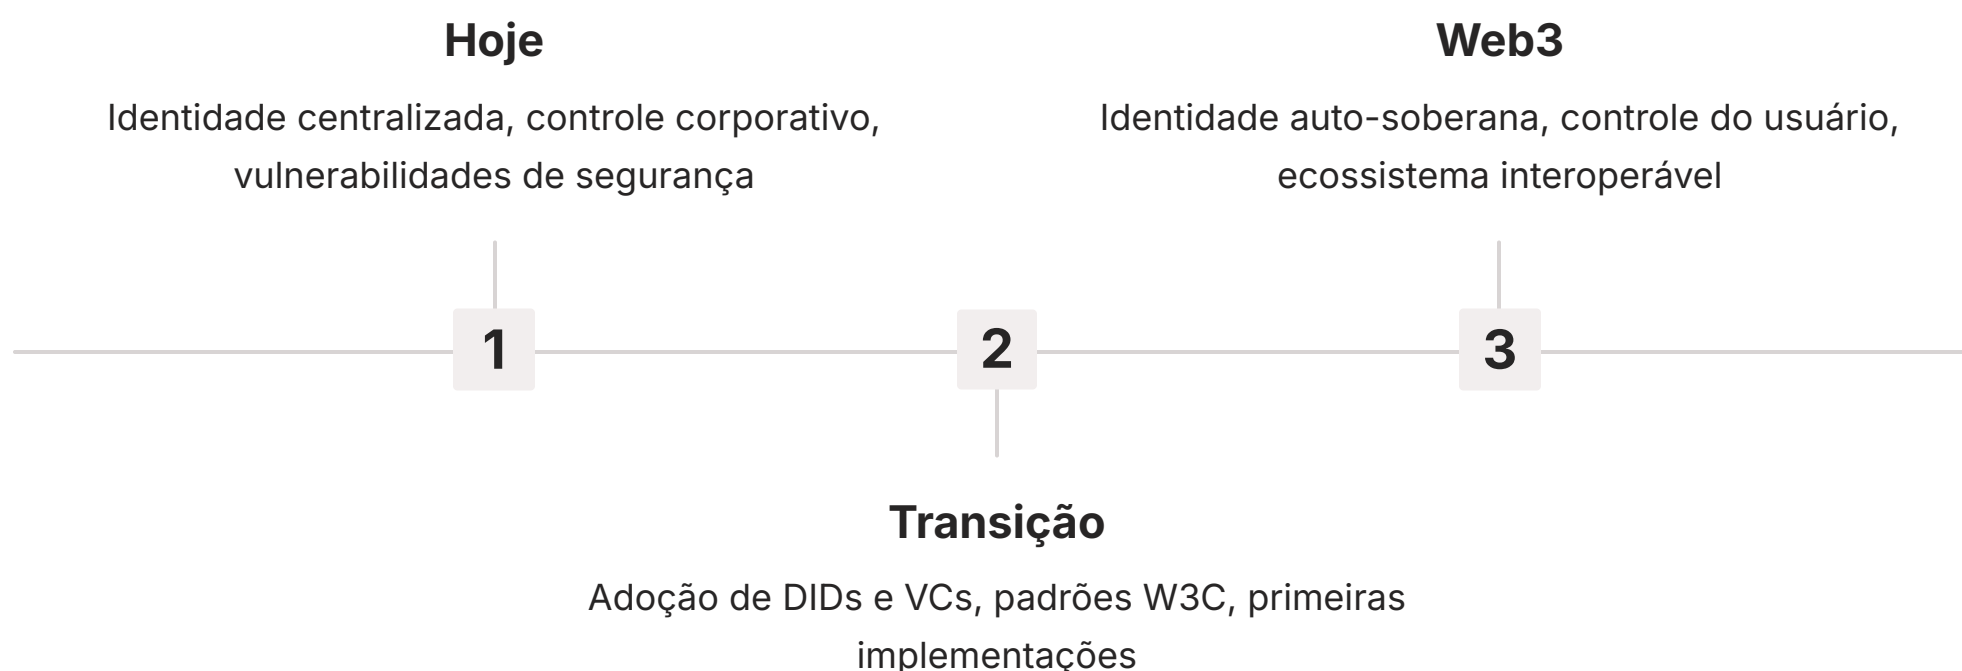 Hoje
Identidade centralizada, controle corporativo,
vulnerabilidades de segurança
Web3
Identidade auto-soberana, controle do usuário,
ecossistema interoperável
1
2
3
Transição
Adoção de DIDs e VCs, padrões W3C, primeiras
implementações